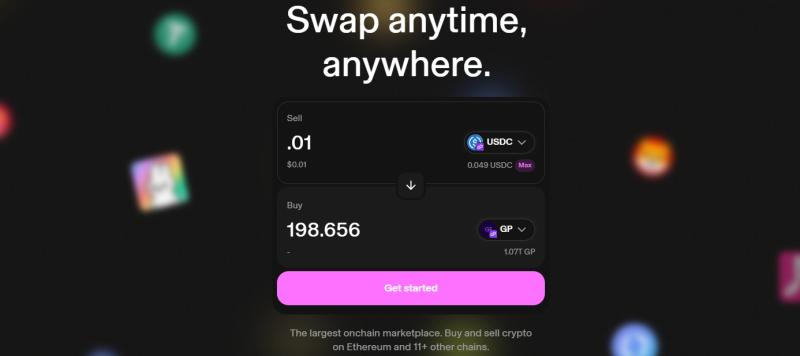 Swap anytime,
anywhere.
Sell
.01
USDC
$0.01
0.049 USDC Max
Buy
198.656
GP
-
1.07T GP
Get started
The largest onchain marketplace. Buy and sell crypto
on Ethereum and 11+ other chains.